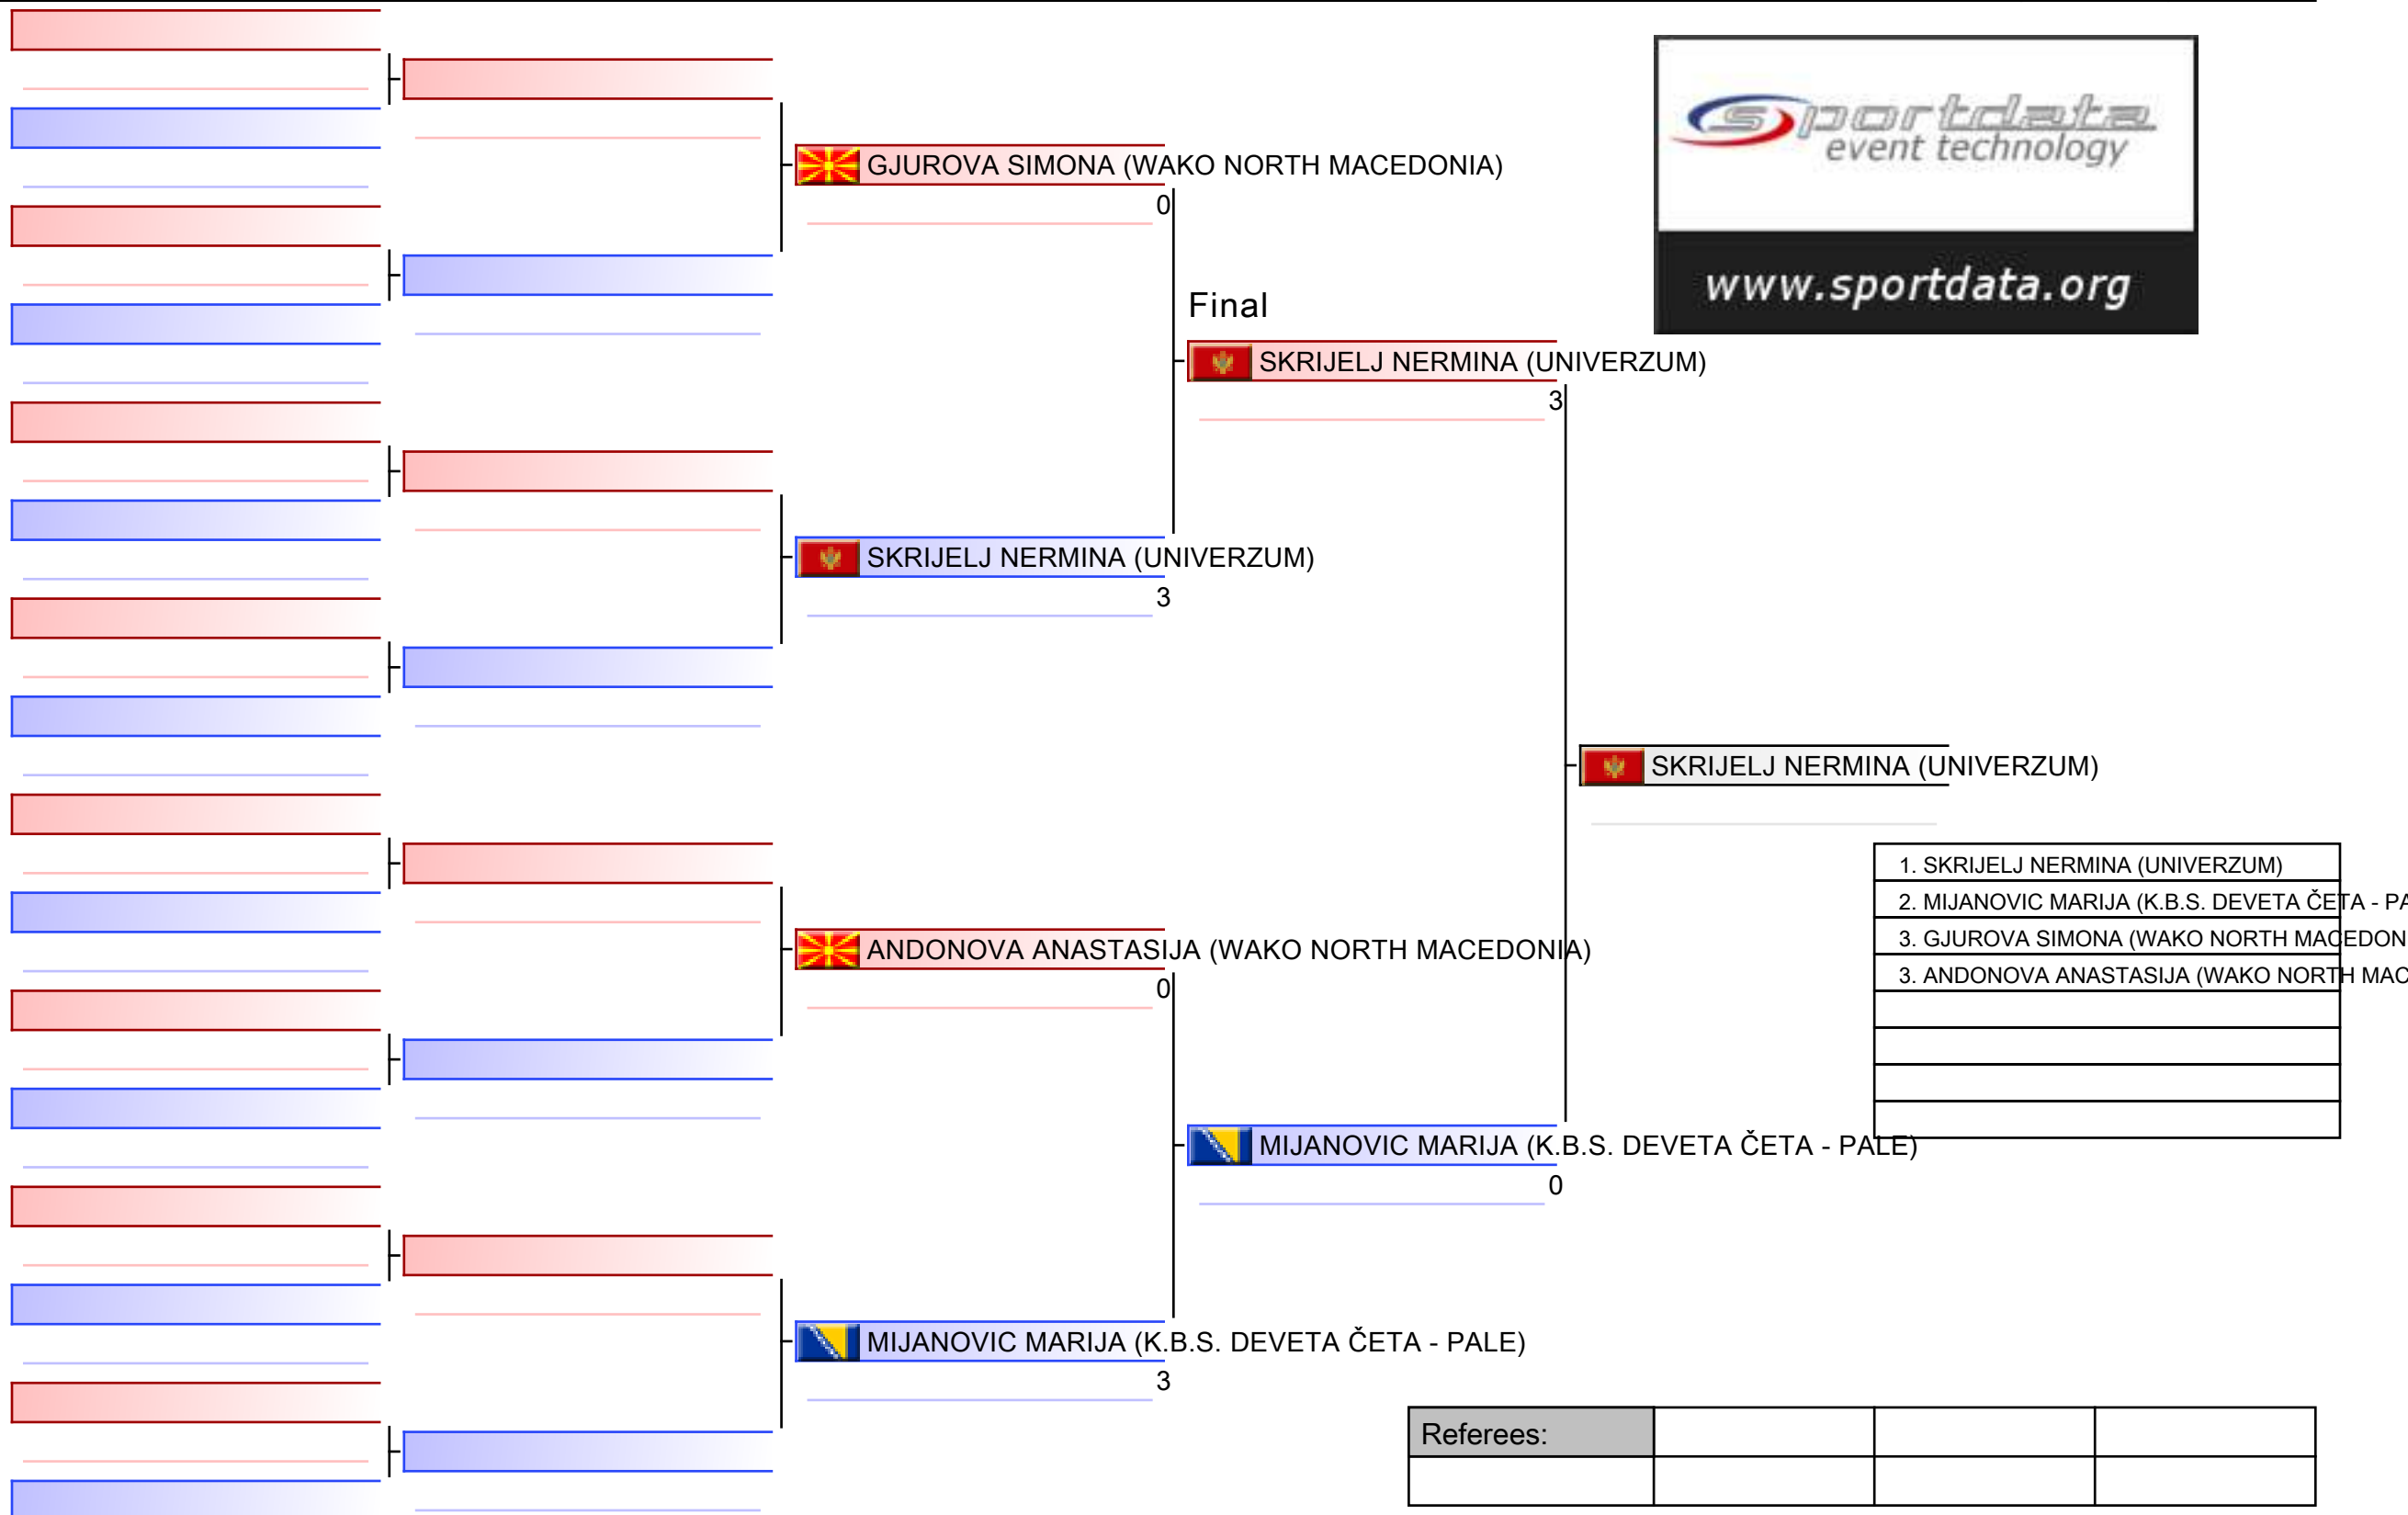 sportdata
event technology
www.sportdata.org
GJUROVA SIMONA (WAKO NORTH MACEDONIA)
0
Final
SKRIJELJ NERMINA (UNIVERZUM)
3
SKRIJELJ NERMINA (UNIVERZUM)
3
SKRIJELJ NERMINA (UNIVERZUM)
1. SKRIJELJ NERMINA (UNIVERZUM)
2. MIJANOVIC MARIJA (K.B.S. DEVETA ČETA - PA
3. GJUROVA SIMONA (WAKO NORTH MACEDON
3. ANDONOVA ANASTASIJA (WAKO NORTH MAC
ANDONOVA ANASTASIJA (WAKO NORTH MACEDONIA)
0
MIJANOVIC MARIJA (K.B.S. DEVETA ČETA - PALE)
0
MIJANOVIC MARIJA (K.B.S. DEVETA ČETA - PALE)
3
Referees: